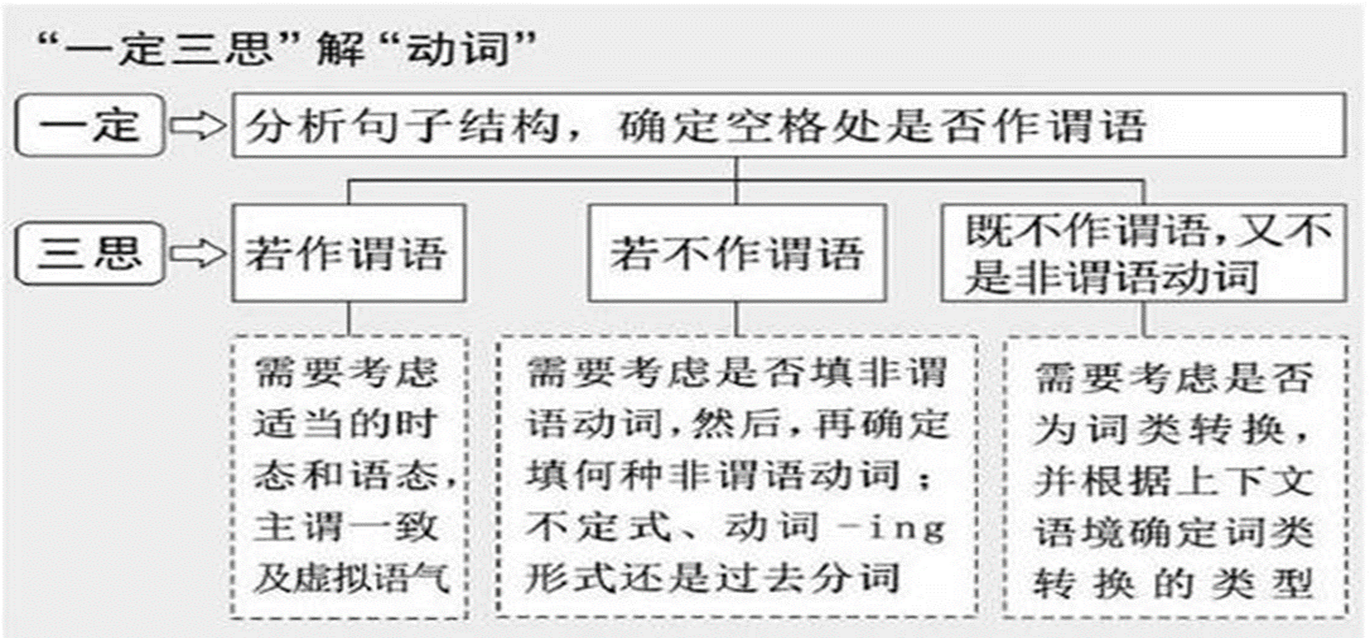 “一定三思”解“动词”
一定
分析句子结构，确定空格处是否作谓语
三思
若作谓语
若不作谓语
既不作谓语，又不
是非谓语动词
需要考虑
适当的时
态和语态，
主谓一致
及虚拟语气
需要考虑是否填非谓
语动词，然后，再确定
填何种非谓语动词；
不定式、动词-ing
形式还是过去分词
需要考虑是否
为词类转换，
并根据上下文
语境确定词类
转换的类型